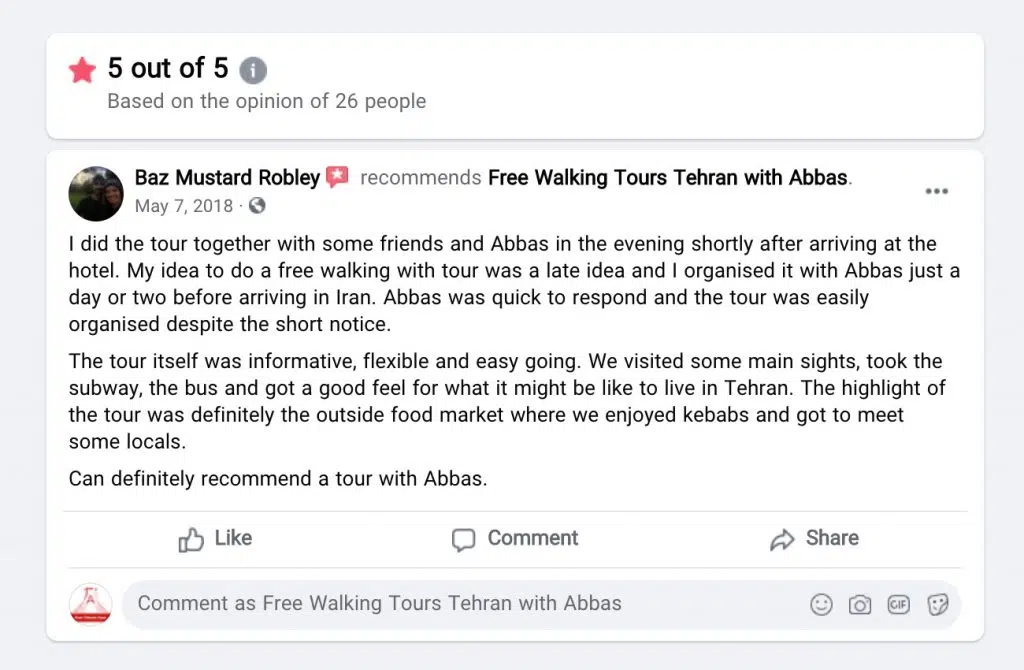 5 out of 5
Based on the opinion of 26 people
Baz Mustard Robley recommends Free Walking Tours Tehran with Abbas.
May 7, 2018 ·
I did the tour together with some friends and Abbas in the evening shortly after arriving at the
hotel. My idea to do a free walking with tour was a late idea and I organised it with Abbas just a
day or two before arriving in Iran. Abbas was quick to respond and the tour was easily
organised despite the short notice.
The tour itself was informative, flexible and easy going. We visited some main sights, took the
subway, the bus and got a good feel for what it might be like to live in Tehran. The highlight of
the tour was definitely the outside food market where we enjoyed kebabs and got to meet
some locals.
Can definitely recommend a tour with Abbas.
Like Comment Share
Comment as Free Walking Tours Tehran with Abbas GIF